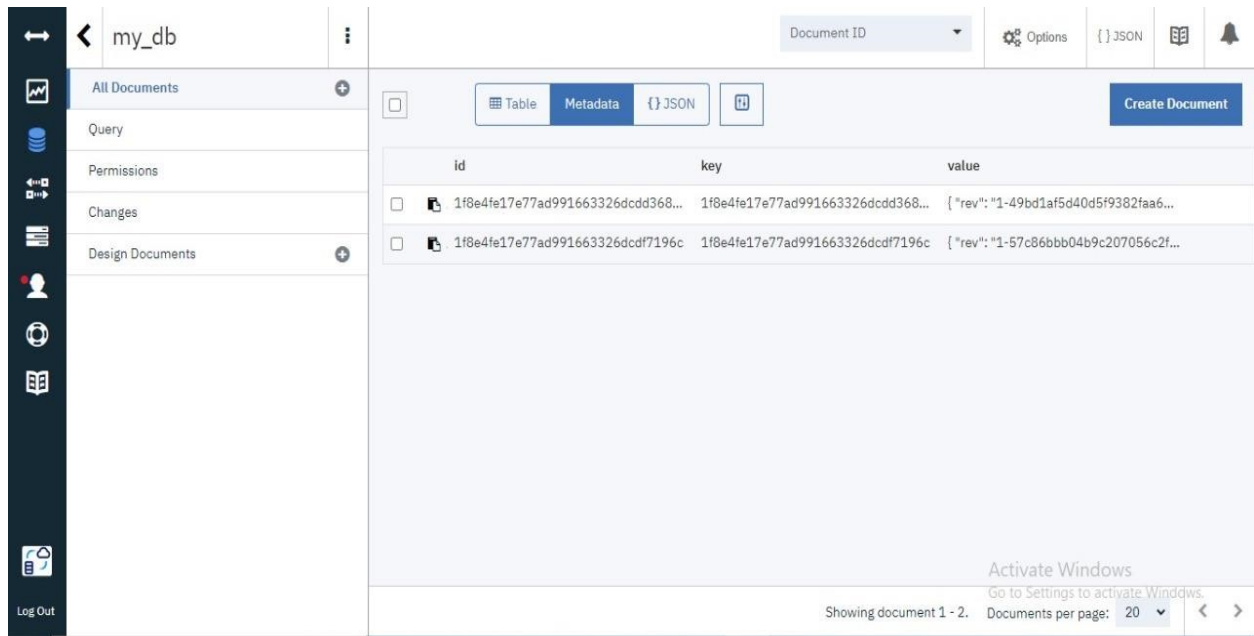 my_db
Document ID
Options
{ } JSON
All Documents
Query
Permissions
Changes
Design Documents
Table
Metadata
{ } JSON
Create Document
id key value
1f8e4fe17e77ad991663326dcdd368... 1f8e4fe17e77ad991663326dcdd368... { "rev": "1-49bd1af5d40d5f9382faa6...
1f8e4fe17e77ad991663326dcdf7196c 1f8e4fe17e77ad991663326dcdf7196c { "rev": "1-57c86bbb04b9c207056c2f...
Activate Windows
Go to Settings to activate Windows.
Showing document 1 - 2. Documents per page: 20
Log Out